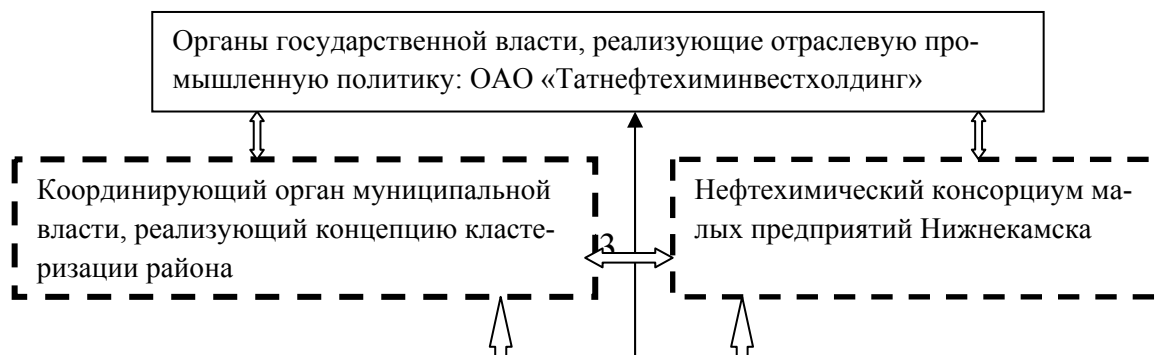 Органы государственной власти, реализующие отраслевую про-
мышленную политику: ОАО «Татнефтехиминвестхолдинг»
Координирующий орган муниципальной
власти, реализующий концепцию класте-
ризации района
Нефтехимический консорциум ма-
лых предприятий Нижнекамска
3